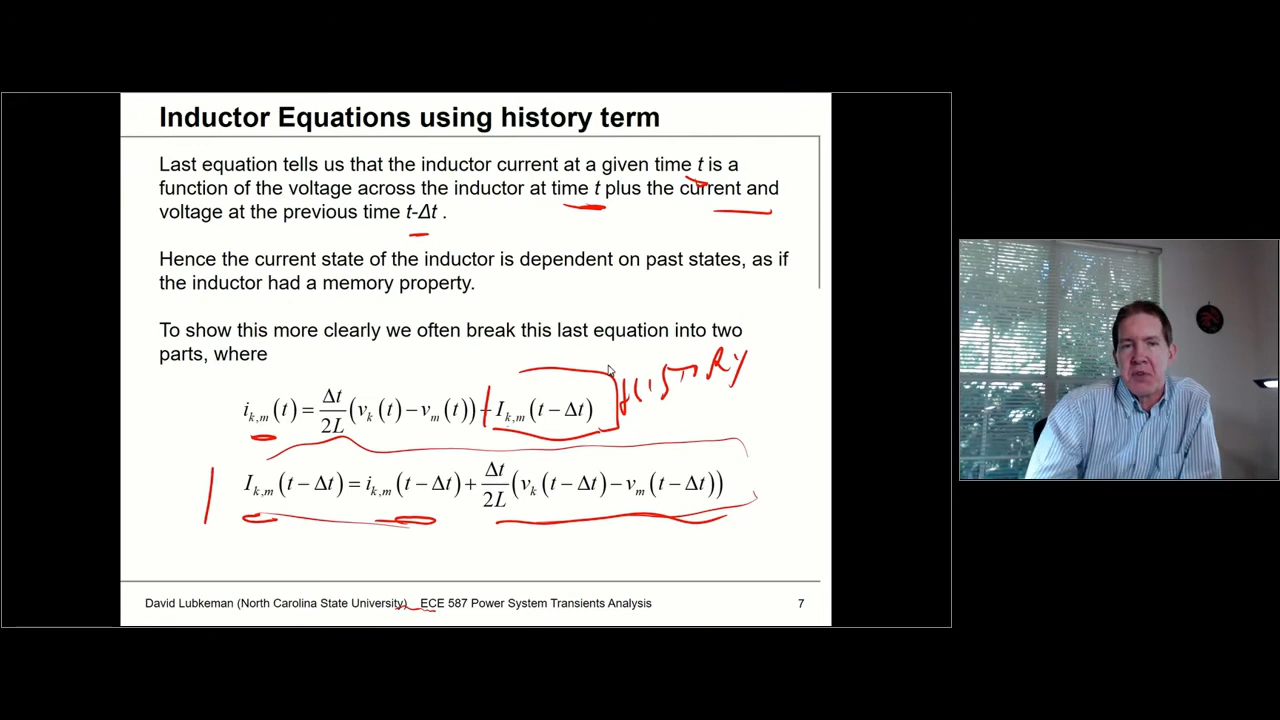 Inductor Equations using history term
Last equation tells us that the inductor current at a given time t is a
function of the voltage across the inductor at time t plus the current and
voltage at the previous time t-Δt .
Hence the current state of the inductor is dependent on past states, as if
the inductor had a memory property.
To show this more clearly we often break this last equation into two
parts, where
HISTORY
i_{k,m}(t) = \frac{Δt}{2L}(v_k(t) − v_m(t)) + I_{k,m}(t − Δt)
I_{k,m}(t − Δt) = i_{k,m}(t − Δt) + \frac{Δt}{2L}(v_k(t − Δt) − v_m(t − Δt))
David Lubkeman (North Carolina State University) ECE 587 Power System Transients Analysis 7